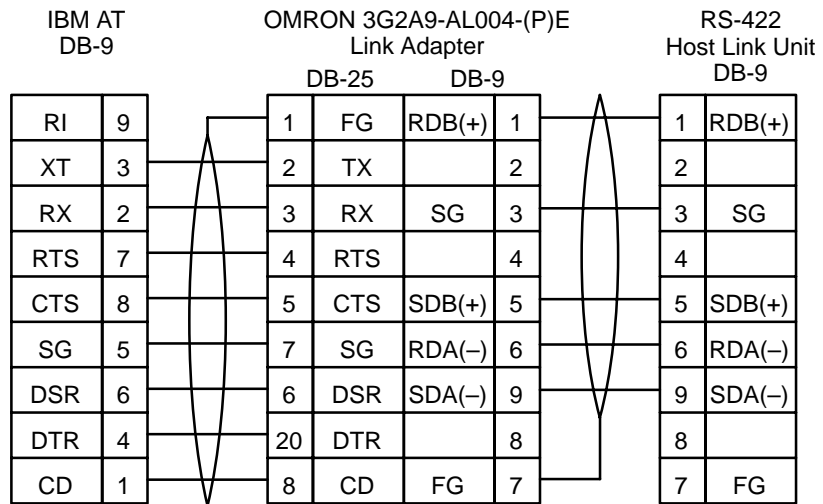 IBM AT
DB-9
OMRON 3G2A9-AL004-(P)E
Link Adapter
DB-25 DB-9
RS-422
Host Link Unit
DB-9
RI 9 1 FG RDB(+) 1 1 RDB(+)
XT 3 2 TX 2 2
RX 2 3 RX SG 3 3 SG
RTS 7 4 RTS 4 4
CTS 8 5 CTS SDB(+) 5 5 SDB(+)
SG 5 7 SG RDA(–) 6 6 RDA(–)
DSR 6 6 DSR SDA(–) 9 9 SDA(–)
DTR 4 20 DTR 8 8
CD 1 8 CD FG 7 7 FG